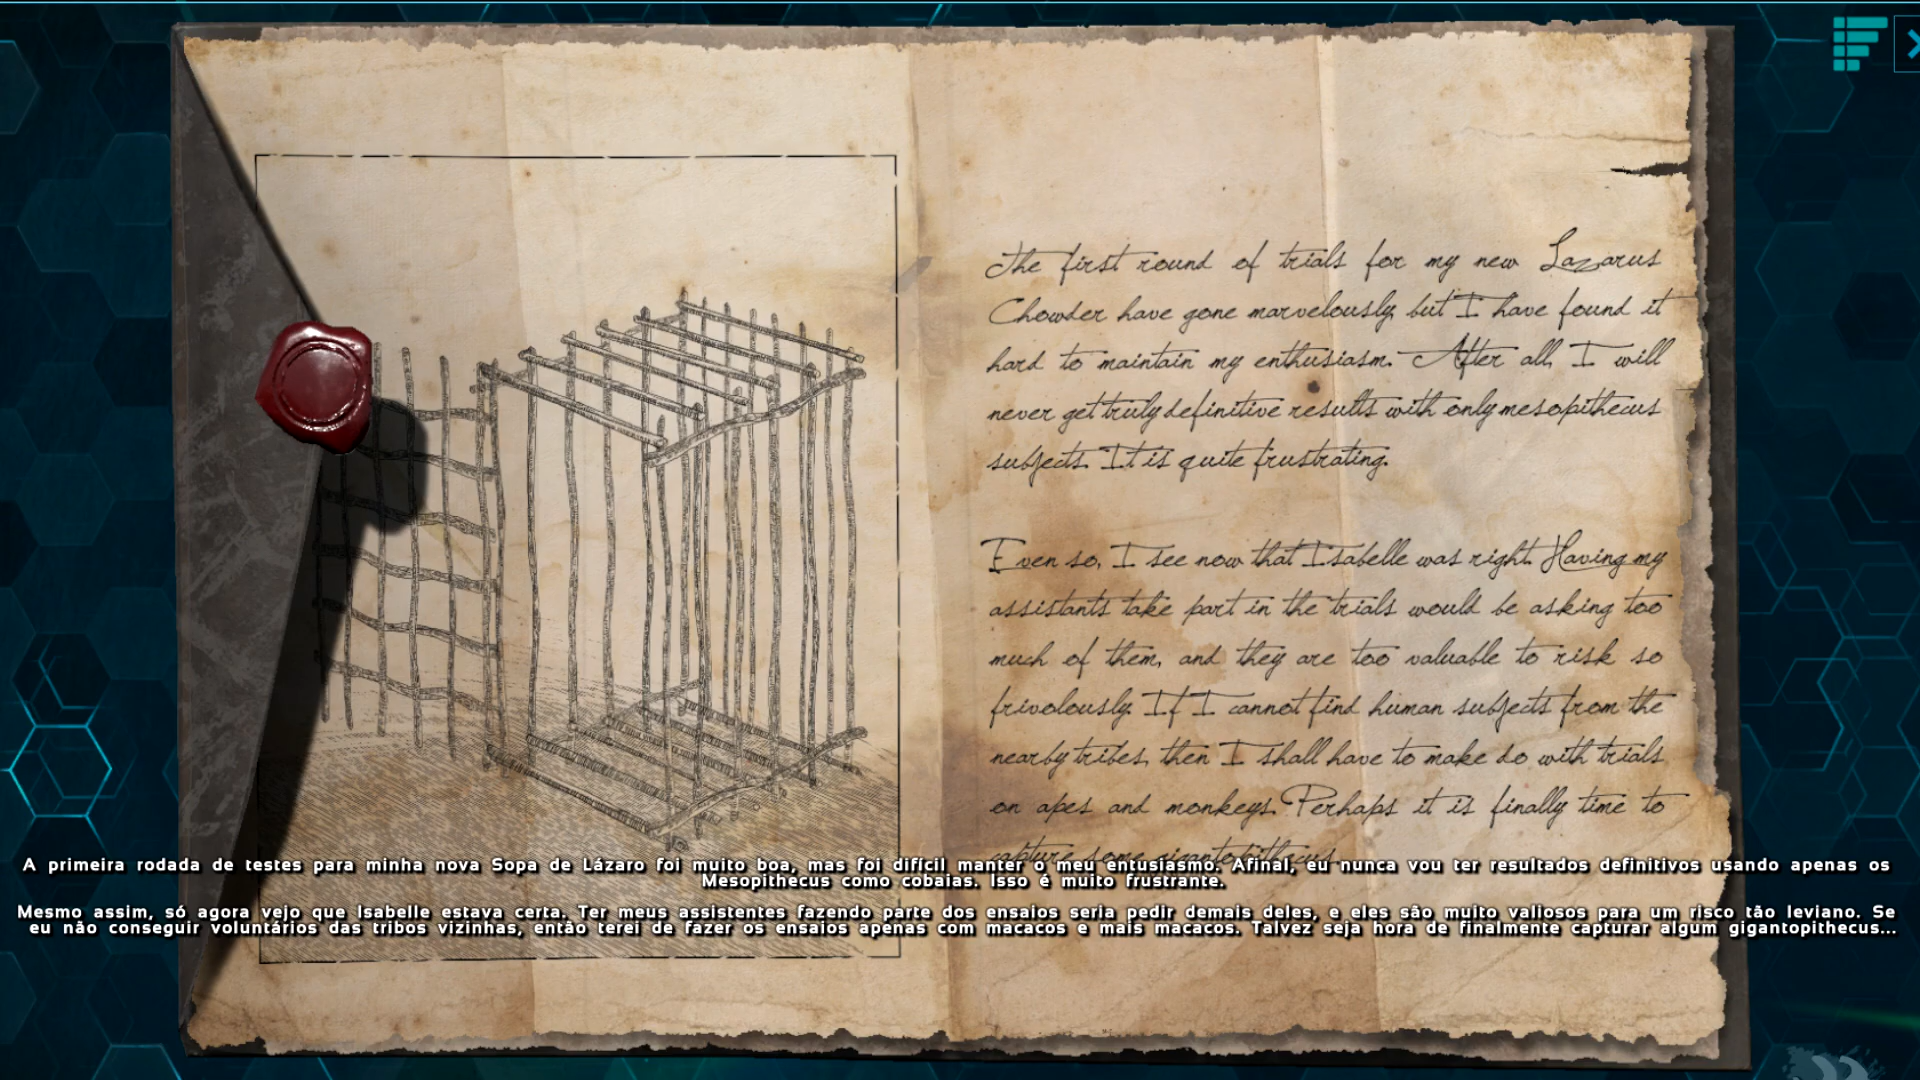 The first round of trials for my new Lazarus
Chowder have gone marvelously, but I have found it
hard to maintain my enthusiasm. After all, I will
never get truly definitive results with only mesopithecus
subjects. It is quite frustrating.
Even so, I see now that Isabelle was right. Having my
assistants take part in the trials would be asking too
much of them, and they are too valuable to risk so
frivolously. If I cannot find human subjects from the
nearby tribes, then I shall have to make do with trials
on apes and monkeys. Perhaps it is finally time to
capture some gigantopithecus.
A primeira rodada de testes para minha nova Sopa de Lázaro foi muito boa, mas foi difícil manter o meu entusiasmo. Afinal, eu nunca vou ter resultados definitivos usando apenas os
Mesopithecus como cobaias. Isso é muito frustrante.
Mesmo assim, só agora vejo que Isabelle estava certa. Ter meus assistentes fazendo parte dos ensaios seria pedir demais deles, e eles são muito valiosos para um risco tão leviano. Se
eu não conseguir voluntários das tribos vizinhas, então terei de fazer os ensaios apenas com macacos e mais macacos. Talvez seja hora de finalmente capturar algum gigantopithecus...